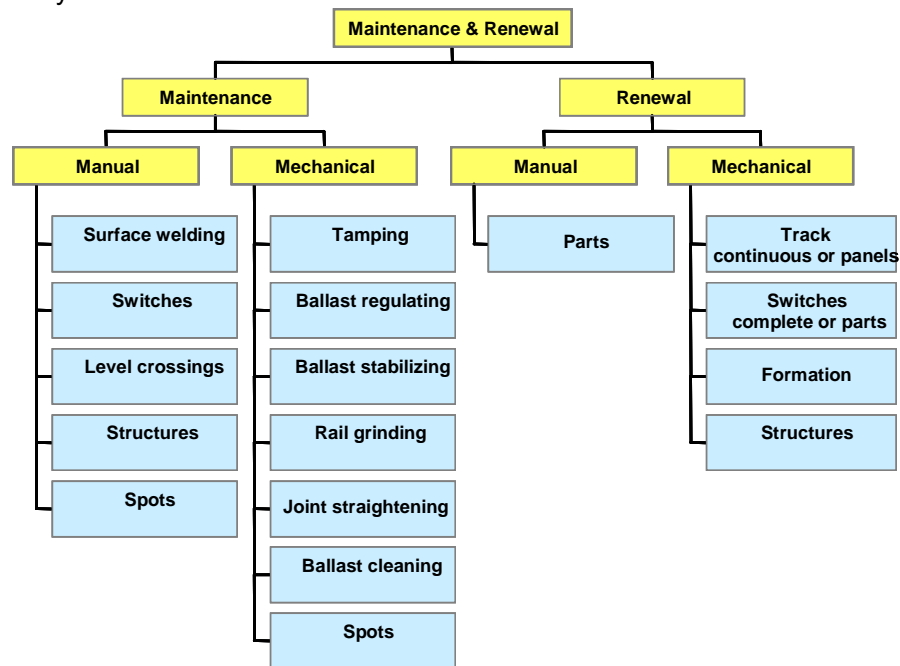 Maintenance & Renewal
Maintenance
Renewal
Manual
Mechanical
Manual
Mechanical
Surface welding
Tamping
Parts
Track
continuous or panels
Switches
Ballast regulating
Switches
complete or parts
Level crossings
Ballast stabilizing
Formation
Structures
Rail grinding
Structures
Spots
Joint straightening
Ballast cleaning
Spots